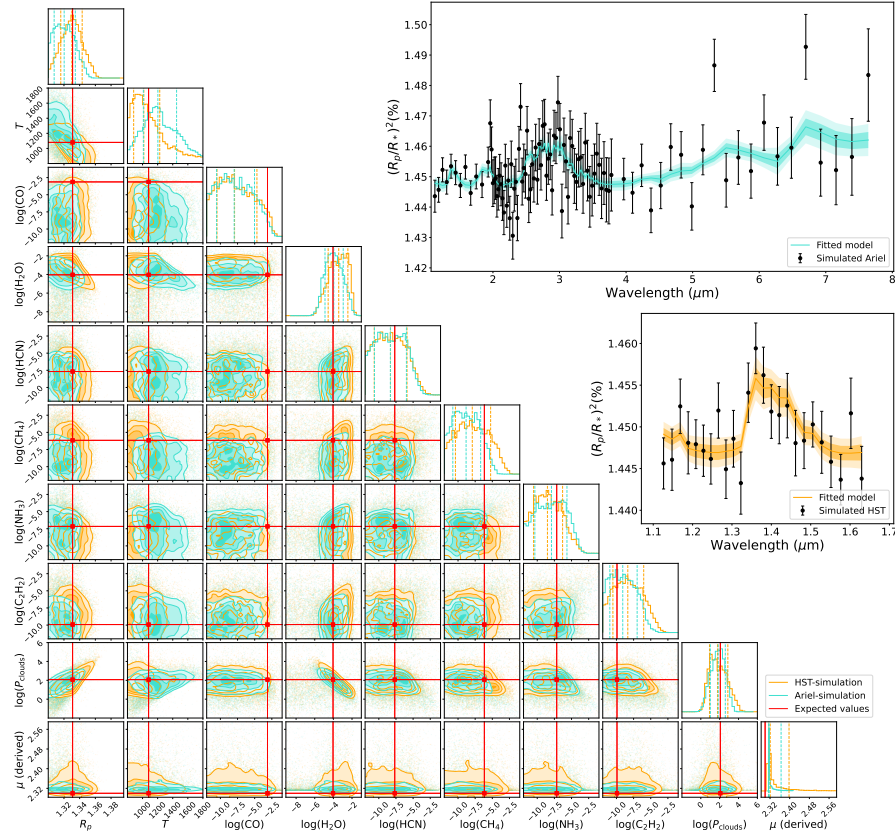 1.50
1.49
1.48
1.47
1.46
1.45
1.44
1.43
1.42
(Rp/R*)²(%)
2 3 4 5 6 7 8
Wavelength (μm)
Fitted model
Simulated Ariel
1.460
1.455
1.450
1.445
1.440
(Rp/R*)²(%)
1.1 1.2 1.3 1.4 1.5 1.6 1.7
Wavelength (μm)
Fitted model
Simulated HST
T
1800
1600
1400
1200
1000
log(CO)
−2.5
−5.0
−7.5
−10.0
log(H₂O)
−2
−4
−6
−8
log(HCN)
−2.5
−5.0
−7.5
−10.0
log(CH₄)
−2.5
−5.0
−7.5
−10.0
log(NH₃)
−2.5
−5.0
−7.5
−10.0
log(C₂H₂)
−2.5
−5.0
−7.5
−10.0
log(Pclouds)
6
4
2
0
μ (derived)
2.56
2.48
2.40
2.32
HST-simulation
Ariel-simulation
Expected values
1.32 1.34 1.36 1.38
1000 1200 1400 1600 1800
−10.0 −7.5 −5.0 −2.5
−8 −6 −4 −2
−10.0 −7.5 −5.0 −2.5
−10.0 −7.5 −5.0 −2.5
−10.0 −7.5 −5.0 −2.5
−10.0 −7.5 −5.0 −2.5
0 2 4 6
2.32 2.40 2.48 2.56
Rp T log(CO) log(H₂O) log(HCN) log(CH₄) log(NH₃) log(C₂H₂) log(Pclouds) μ (derived)